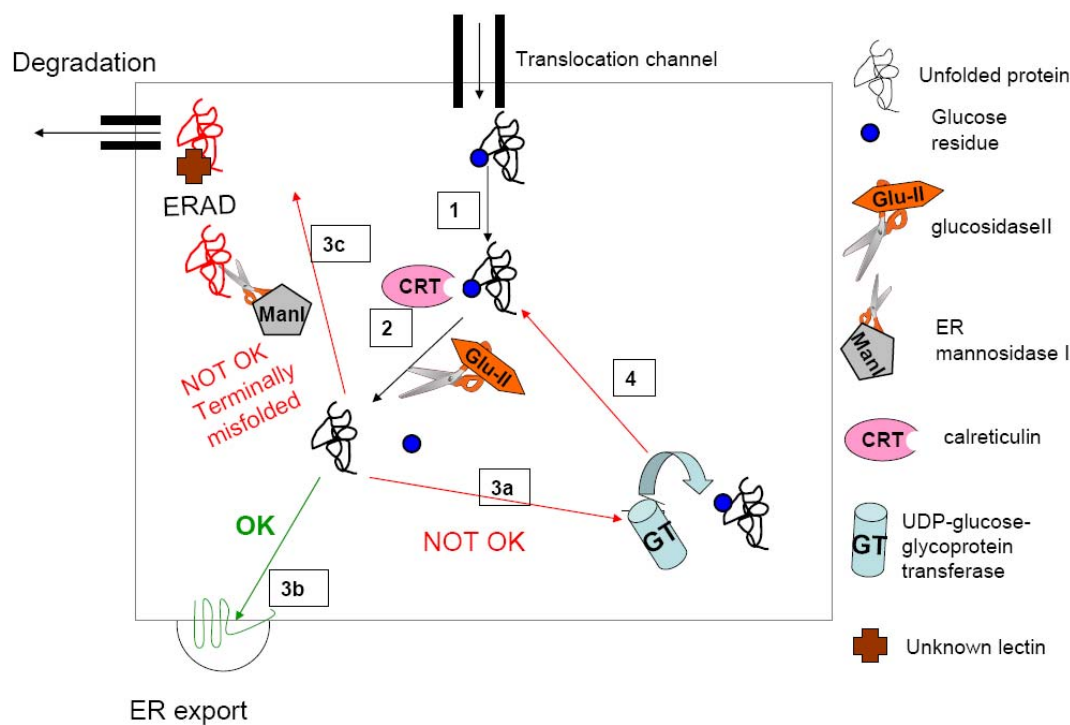 Degradation
Translocation channel
ERAD
1
3c
CRT
2
ManI
NOT OK
Terminally
misfolded
Glu-II
4
3a
OK
NOT OK
GT
3b
ER export
Unfolded protein
Glucose
residue
Glu-II
glucosidaseII
ManI
ER
mannosidase I
CRT
calreticulin
GT
UDP-glucose-
glycoprotein
transferase
Unknown lectin